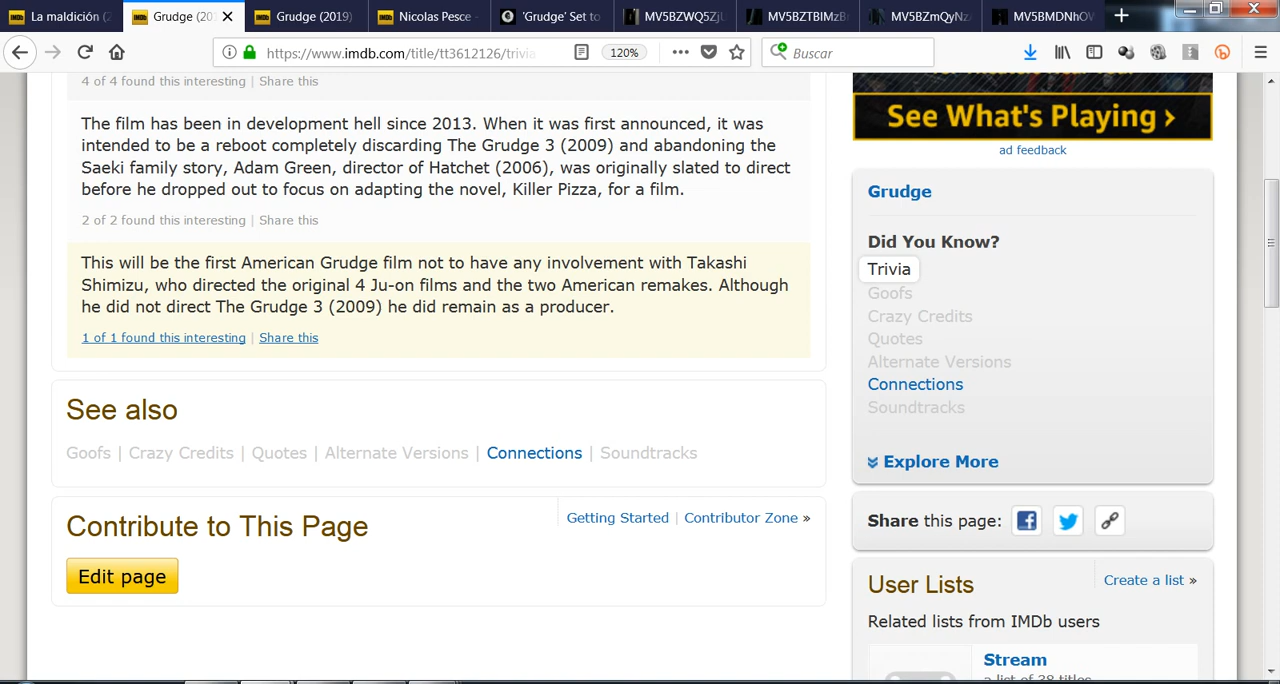 La maldición (2
Grudge (201
Grudge (2019)
Nicolas Pesce -
'Grudge' Set to
MV5BZWQ5ZjU
MV5BZTBlMzBr
MV5BZmQyNz
MV5BMDNhOW
https://www.imdb.com/title/tt3612126/trivia
120%
Buscar
4 of 4 found this interesting | Share this
The film has been in development hell since 2013. When it was first announced, it was
intended to be a reboot completely discarding The Grudge 3 (2009) and abandoning the
Saeki family story, Adam Green, director of Hatchet (2006), was originally slated to direct
before he dropped out to focus on adapting the novel, Killer Pizza, for a film.
2 of 2 found this interesting | Share this
This will be the first American Grudge film not to have any involvement with Takashi
Shimizu, who directed the original 4 Ju-on films and the two American remakes. Although
he did not direct The Grudge 3 (2009) he did remain as a producer.
1 of 1 found this interesting | Share this
See also
Goofs | Crazy Credits | Quotes | Alternate Versions | Connections | Soundtracks
Contribute to This Page
Getting Started | Contributor Zone »
Edit page
See What's Playing ›
ad feedback
Grudge
Did You Know?
Trivia
Goofs
Crazy Credits
Quotes
Alternate Versions
Connections
Soundtracks
Explore More
Share this page:
User Lists
Create a list »
Related lists from IMDb users
Stream
a list of 38 titles